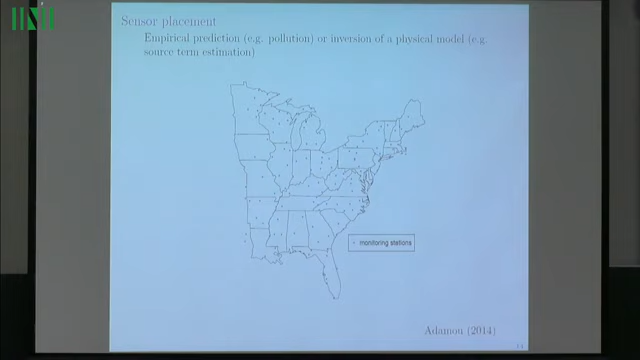 Sensor placement
Empirical prediction (e.g. pollution) or inversion of a physical model (e.g.
source term estimation)
monitoring stations
Adamou (2014)